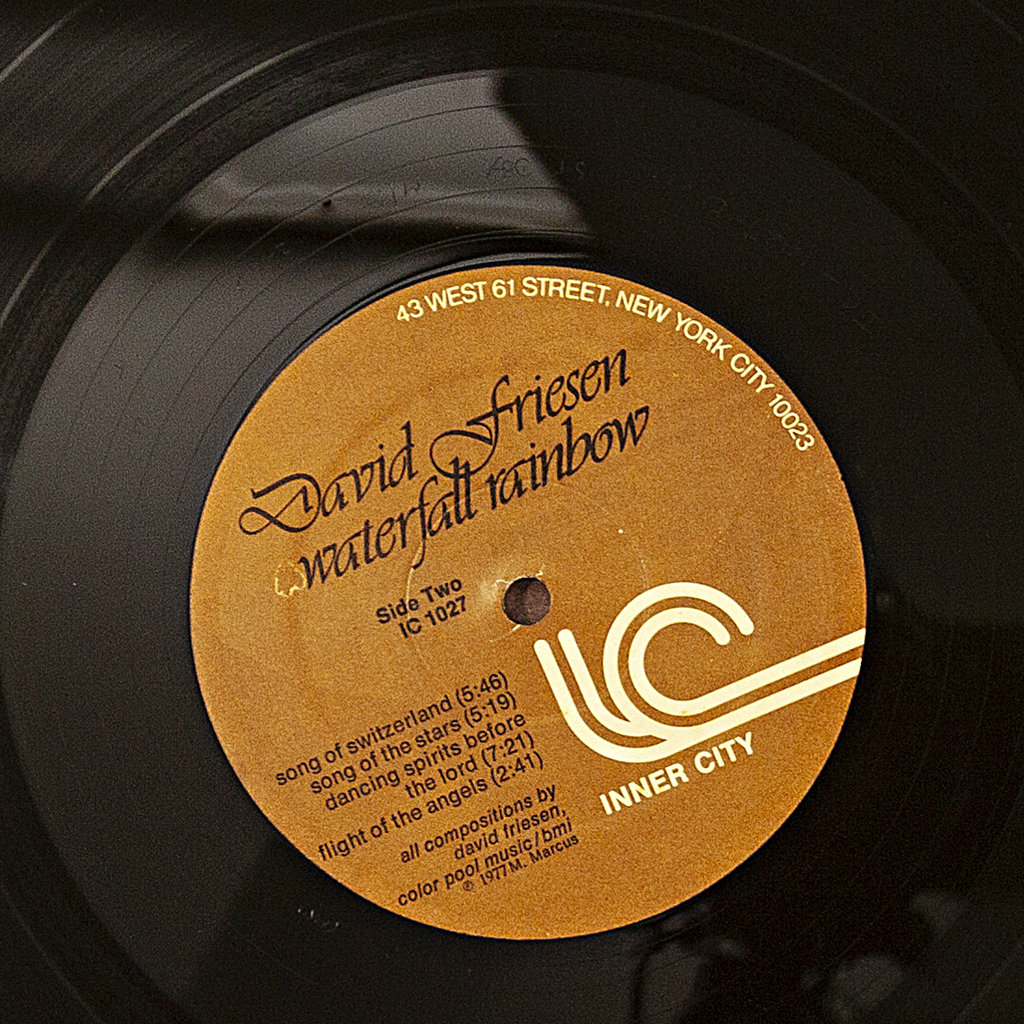 43 WEST 61 STREET, NEW YORK CITY 10023
David Friesen
waterfall rainbow
Side Two
IC 1027
song of switzerland (5:46)
song of the stars (5:19)
dancing spirits before
the lord (7:21)
flight of the angels (2:41)
all compositions by
david friesen,
color pool music/bmi
℗ 1977 M. Marcus
IC
INNER CITY